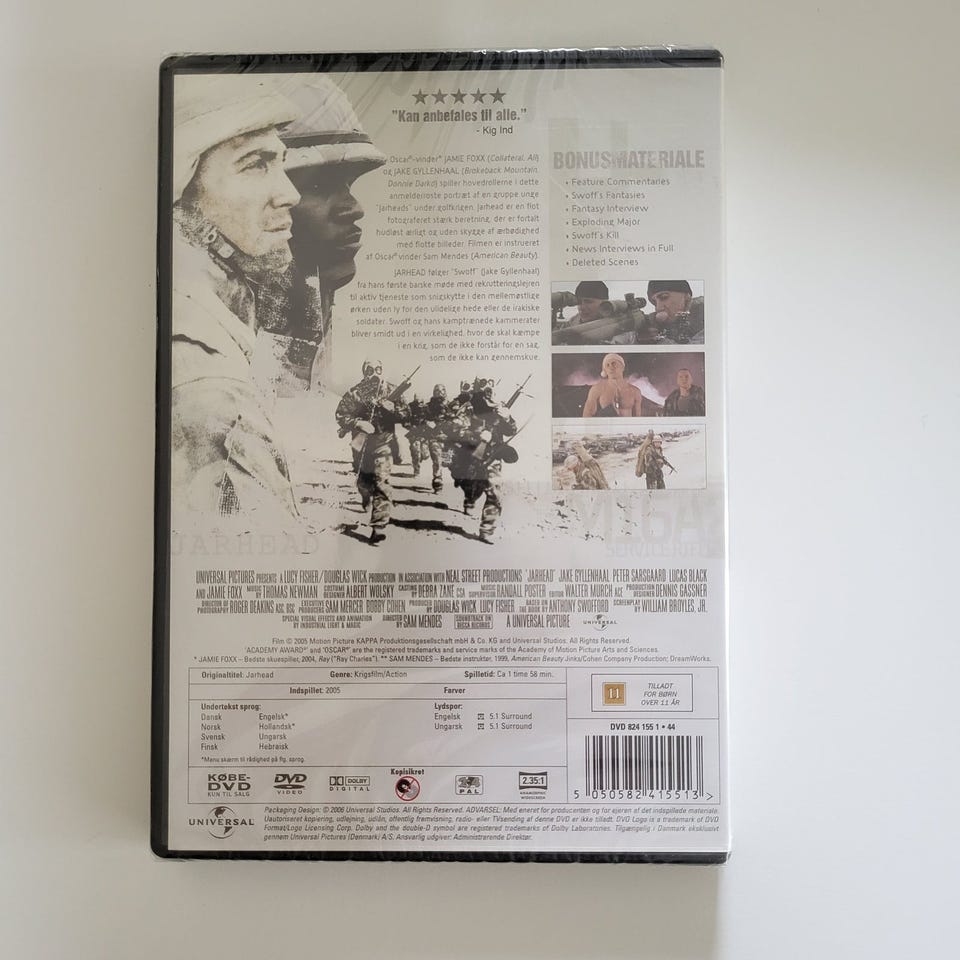 ★★★★★
"Kan anbefales til alle."
- Kig Ind
Oscar®-vinder* JAMIE FOXX (Collateral, Ali)
og JAKE GYLLENHAAL (Brokeback Mountain,
Donnie Darko) spiller hovedrollerne i dette
anmelderroste portræt af en gruppe unge
"Jarheads" under golfkrigen. Jarhead er en flot
fotograferet stærk beretning, der er fortalt
hudløst ærligt og uden skygge af ærbødighed
med flotte billeder. Filmen er instrueret
af Oscar® vinder Sam Mendes (American Beauty).
JARHEAD følger "Swoff" (Jake Gyllenhaal)
fra hans første barske møde med rekrutteringslejren
til aktiv tjeneste som snigskytte i den mellemøstlige
ørken uden ly for den ulidelige hede eller de irakiske
soldater. Swoff og hans kamptrænede kammerater
bliver smidt ud i en virkelighed, hvor de skal kæmpe
i en krig, som de ikke forstår for en sag,
som de ikke kan gennemskue.
BONUSMATERIALE
• Feature Commentaries
• Swoff's Fantasies
• Fantasy Interview
• Exploding Major
• Swoff's Kill
• News Interviews in Full
• Deleted Scenes
JARHEAD
M16A
SERVICE RIFLE
UNIVERSAL PICTURES PRESENTS A LUCY FISHER/DOUGLAS WICK PRODUCTION IN ASSOCIATION WITH NEAL STREET PRODUCTIONS "JARHEAD" JAKE GYLLENHAAL PETER SARSGAARD LUCAS BLACK
AND JAMIE FOXX MUSIC BY THOMAS NEWMAN COSTUME DESIGNER ALBERT WOLSKY CASTING BY DEBRA ZANE CSA MUSIC SUPERVISOR RANDALL POSTER EDITOR WALTER MURCH ACE PRODUCTION DESIGNER DENNIS GASSNER
DIRECTOR OF PHOTOGRAPHY ROGER DEAKINS ASC, BSC EXECUTIVE PRODUCERS SAM MERCER BOBBY COHEN PRODUCED BY DOUGLAS WICK LUCY FISHER BASED ON THE BOOK BY ANTHONY SWOFFORD SCREENPLAY BY WILLIAM BROYLES, JR.
SPECIAL VISUAL EFFECTS AND ANIMATION BY INDUSTRIAL LIGHT & MAGIC DIRECTED BY SAM MENDES SOUNDTRACK ON DECCA RECORDS A UNIVERSAL PICTURE UNIVERSAL
Film © 2005 Motion Picture KAPPA Produktionsgesellschaft mbH & Co. KG and Universal Studios. All Rights Reserved.
'ACADEMY AWARD®' and 'OSCAR®' are the registered trademarks and service marks of the Academy of Motion Picture Arts and Sciences.
* JAMIE FOXX – Bedste skuespiller, 2004, Ray ("Ray Charles"). ** SAM MENDES – Bedste instruktør, 1999, American Beauty Jinks/Cohen Company Production; DreamWorks.
Originaltitel: Jarhead Genre: Krigsfilm/Action Spilletid: Ca 1 time 58 min.
Indspillet: 2005 Farver
Undertekst sprog:
Dansk Engelsk*
Norsk Hollandsk*
Svensk Ungarsk
Finsk Hebraisk
*Menu skærm til rådighed på flg. sprog.
Lydspor:
Engelsk 5.1 Surround
Ungarsk 5.1 Surround
11
TILLADT
FOR BØRN
OVER 11 ÅR
DVD 824 155 1 • 44
5 050582 415513 >
KØBE-
DVD
KUN TIL SALG
DVD
VIDEO
DOLBY
DIGITAL
Kopisikret
2
PAL
2.35:1
ANAMORPHIC
WIDESCREEN
UNIVERSAL
Packaging Design: © 2006 Universal Studios. All Rights Reserved. ADVARSEL: Med eneret for producenten og for ejeren af det indspillede materiale.
Uautoriseret kopiering, udlejning, udlån, offentlig fremvisning, radio- eller TVsending af denne DVD er ikke tilladt. DVD Logo is a trademark of DVD
Format/Logo Licensing Corp. Dolby and the double-D symbol are registered trademarks of Dolby Laboratories. Tilgængelig i Danmark eksklusivt
gennem Universal Pictures (Denmark) A/S. Ansvarlig udgiver: Administrerende Direktør.